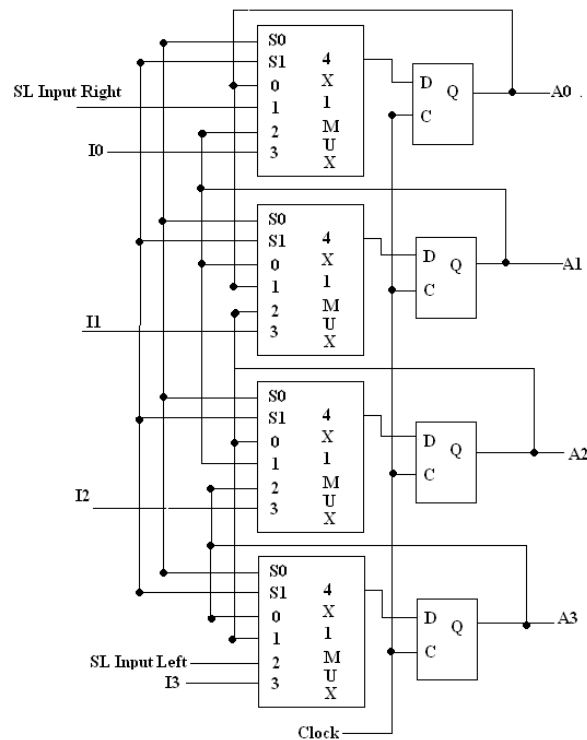 S0
S1 4
0 X
SL Input Right 1 1
2 M
I0 3 U
X
D Q
C
A0 .
S0
S1 4
0 X
1 1
2 M
I1 3 U
X
D Q
C
A1
S0
S1 4
0 X
1 1
2 M
I2 3 U
X
D Q
C
A2
S0
S1 4
0 X
1 1
SL Input Left 2 M
I3 3 U
X
D Q
C
A3
Clock